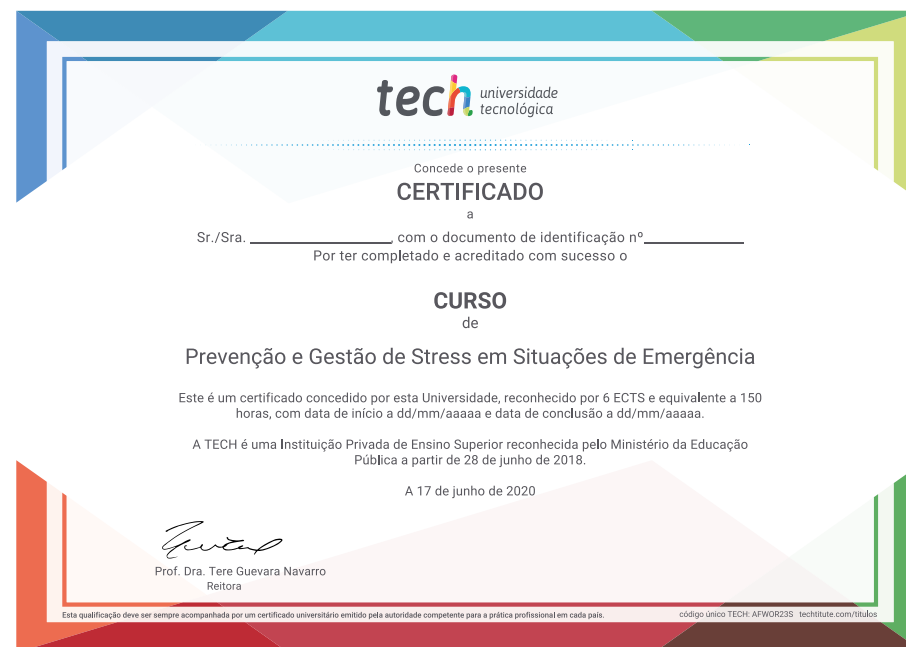 tech universidade
tecnológica
Concede o presente
CERTIFICADO
a
Sr./Sra. ____________, com o documento de identificação nº____________
Por ter completado e acreditado com sucesso o
CURSO
de
Prevenção e Gestão de Stress em Situações de Emergência
Este é um certificado concedido por esta Universidade, reconhecido por 6 ECTS e equivalente a 150
horas, com data de início a dd/mm/aaaaa e data de conclusão a dd/mm/aaaaa.
A TECH é uma Instituição Privada de Ensino Superior reconhecida pelo Ministério da Educação
Pública a partir de 28 de junho de 2018.
A 17 de junho de 2020
Prof. Dra. Tere Guevara Navarro
Reitora
Esta qualificação deve ser sempre acompanhada por um certificado universitário emitido pela autoridade competente para a prática profissional em cada país.
código único TECH: AFWOR23S techtitute.com/titulos